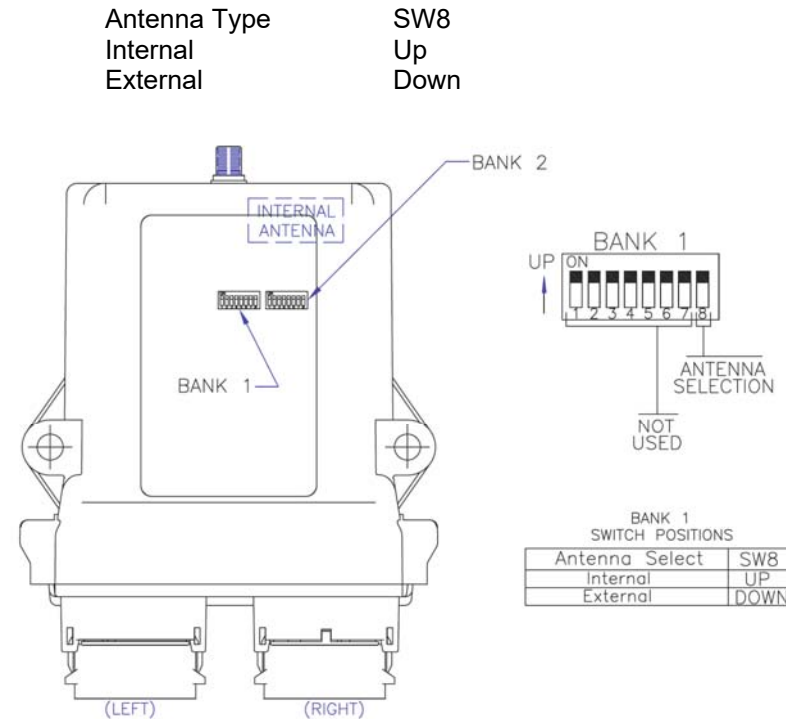 Antenna Type SW8
Internal Up
External Down
BANK 2
INTERNAL
ANTENNA
BANK 1
(LEFT)
(RIGHT)
BANK 1
UP
ON
1 2 3 4 5 6 7 8
ANTENNA
SELECTION
NOT
USED
BANK 1
SWITCH POSITIONS
Antenna Select SW8
Internal UP
External DOWN